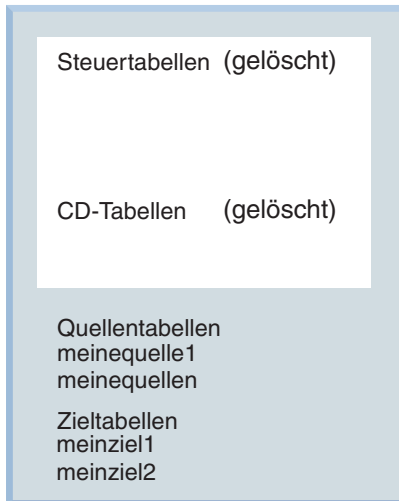 Steuertabellen (gelöscht)
CD-Tabellen (gelöscht)
Quellentabellen
meinequelle1
meinequellen
Zieltabellen
meinziel1
meinziel2